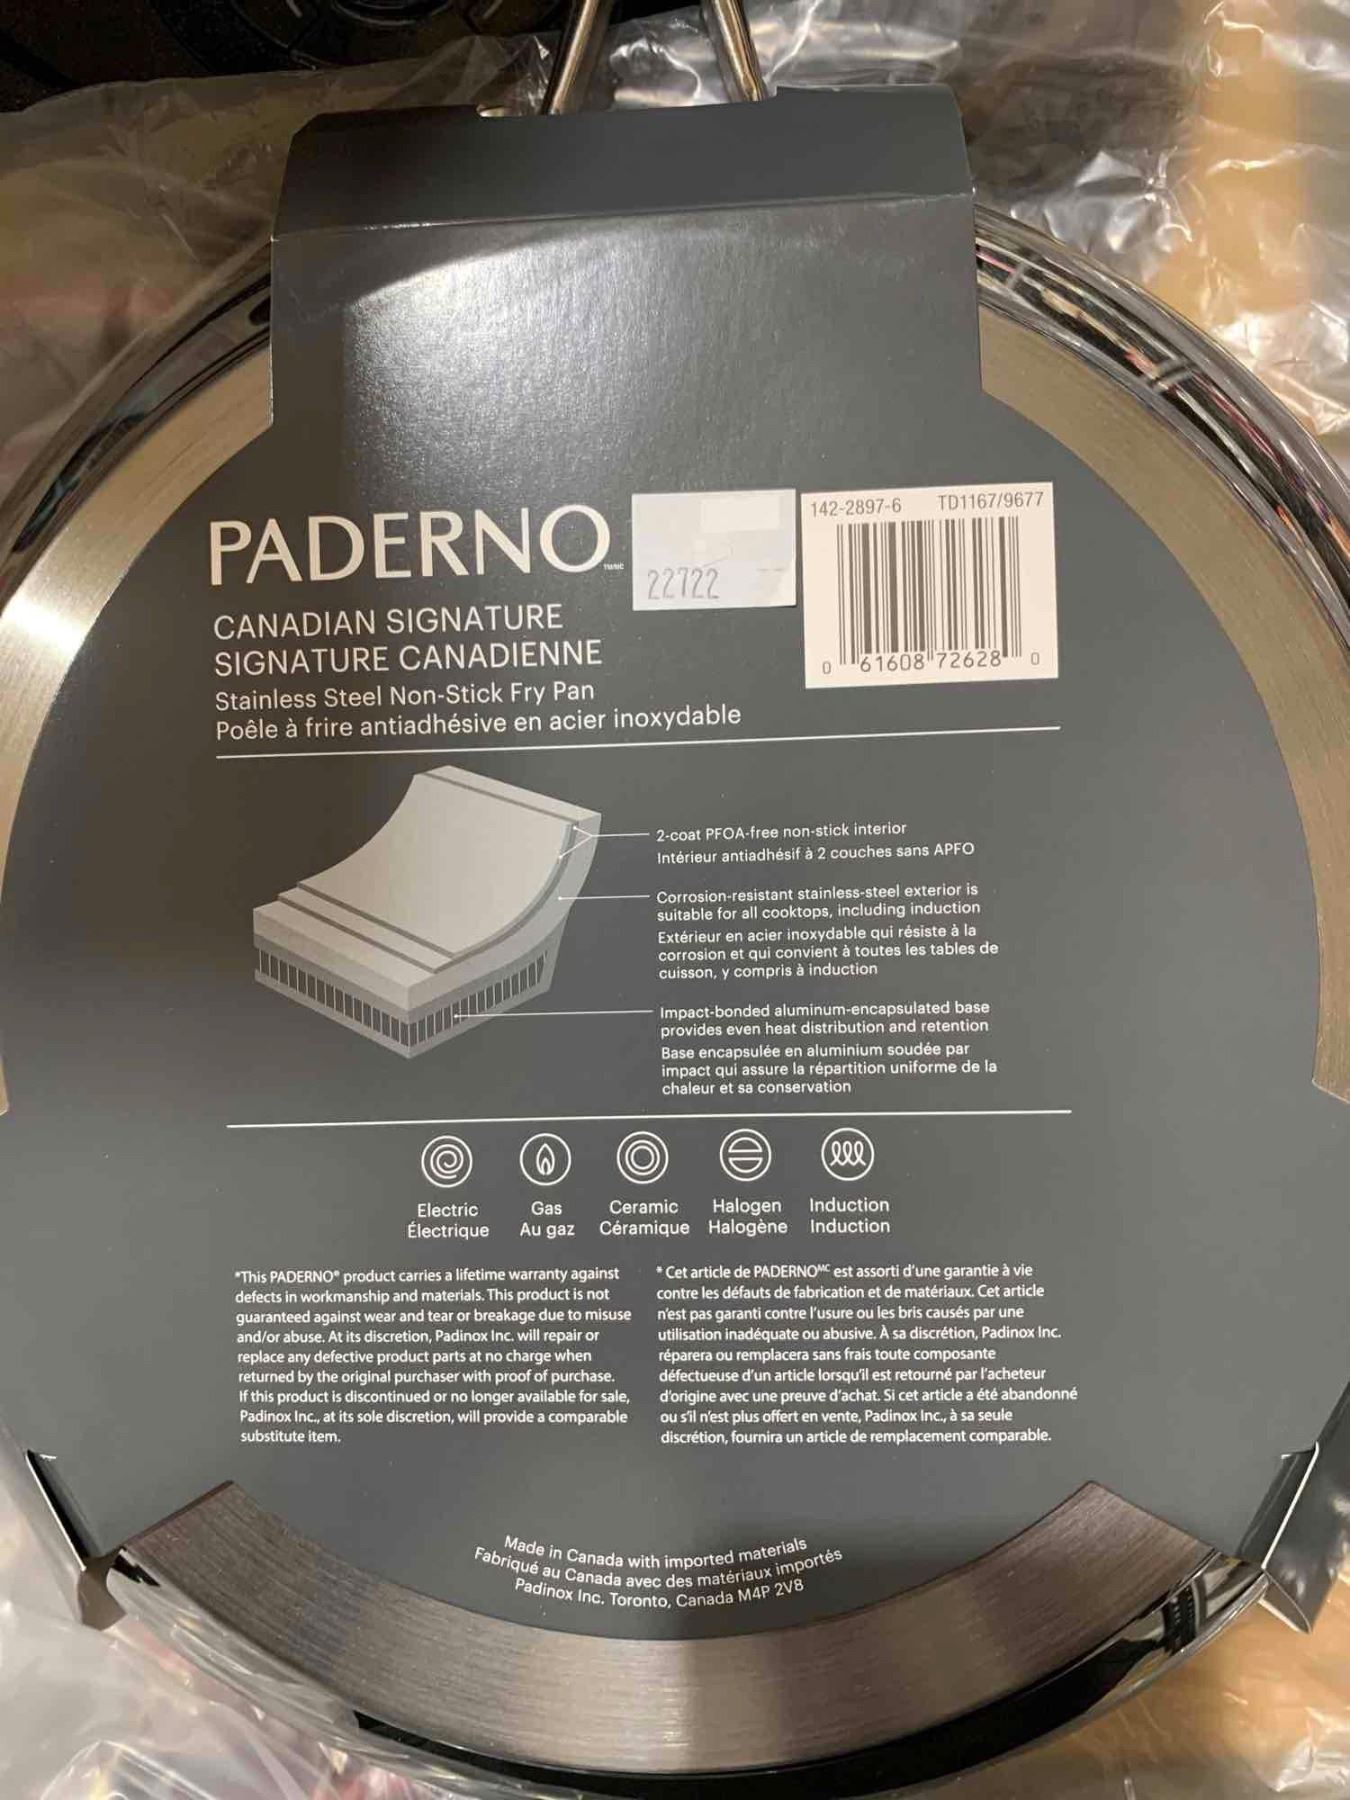 PADERNO
TM/MC
22722
142-2897-6 TD1167/9677
0 61608 72628 0
CANADIAN SIGNATURE
SIGNATURE CANADIENNE
Stainless Steel Non-Stick Fry Pan
Poêle à frire antiadhésive en acier inoxydable
2-coat PFOA-free non-stick interior
Intérieur antiadhésif à 2 couches sans APFO
Corrosion-resistant stainless-steel exterior is
suitable for all cooktops, including induction
Extérieur en acier inoxydable qui résiste à la
corrosion et qui convient à toutes les tables de
cuisson, y compris à induction
Impact-bonded aluminum-encapsulated base
provides even heat distribution and retention
Base encapsulée en aluminium soudée par
impact qui assure la répartition uniforme de la
chaleur et sa conservation
Electric Gas Ceramic Halogen Induction
Électrique Au gaz Céramique Halogène Induction
*This PADERNO® product carries a lifetime warranty against
defects in workmanship and materials. This product is not
guaranteed against wear and tear or breakage due to misuse
and/or abuse. At its discretion, Padinox Inc. will repair or
replace any defective product parts at no charge when
returned by the original purchaser with proof of purchase.
If this product is discontinued or no longer available for sale,
Padinox Inc., at its sole discretion, will provide a comparable
substitute item.
* Cet article de PADERNOᴹᶜ est assorti d'une garantie à vie
contre les défauts de fabrication et de matériaux. Cet article
n'est pas garanti contre l'usure ou les bris causés par une
utilisation inadéquate ou abusive. À sa discrétion, Padinox Inc.
réparera ou remplacera sans frais toute composante
défectueuse d'un article lorsqu'il est retourné par l'acheteur
d'origine avec une preuve d'achat. Si cet article a été abandonné
ou s'il n'est plus offert en vente, Padinox Inc., à sa seule
discrétion, fournira un article de remplacement comparable.
Made in Canada with imported materials
Fabriqué au Canada avec des matériaux importés
Padinox Inc. Toronto, Canada M4P 2V8